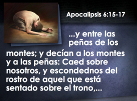 Apocalipsis 6:15-17
...y entre las
peñas de los
montes; y decían a los montes
y a las peñas: Caed sobre
nosotros, y escondednos del
rostro de aquel que está
sentado sobre el trono,...